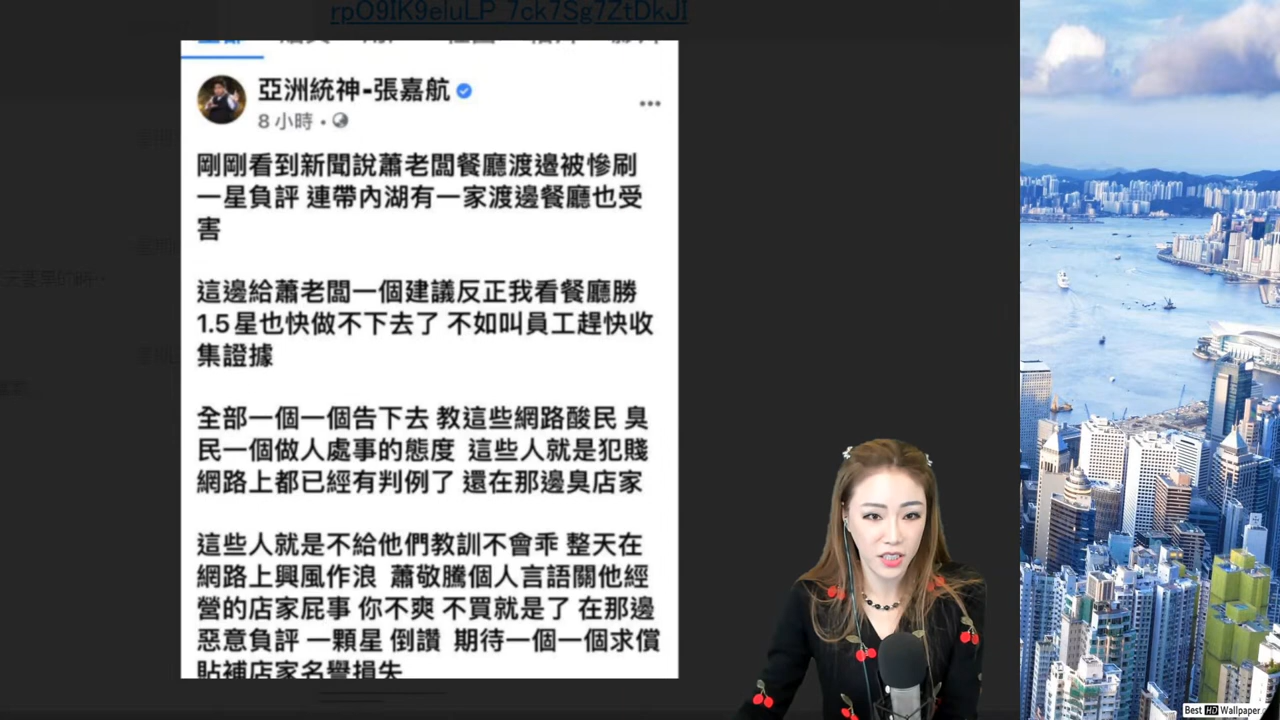 rpO9IK9eluLP_7ck7Sg7ZtDkJI
亞洲統神-張嘉航
8 小時
剛剛看到新聞說蕭老闆餐廳渡邉被慘刷
一星負評 連帶內湖有一家渡邊餐廳也受
害
這邊給蕭老闆一個建議反正我看餐廳勝
1.5星也快做不下去了 不如叫員工趕快收
集證據
全部一個一個告下去 教這些網路酸民 臭
民一個做人處事的態度 這些人就是犯賤
網路上都已經有判例了 還在那邊臭店家
這些人就是不給他們教訓不會乖 整天在
網路上興風作浪 蕭敬騰個人言語關他經
營的店家屁事 你不爽 不買就是了 在那邊
惡意負評 一顆星 倒讚 期待一個一個求償
貼補店家名譽損失
Best HD Wallpaper